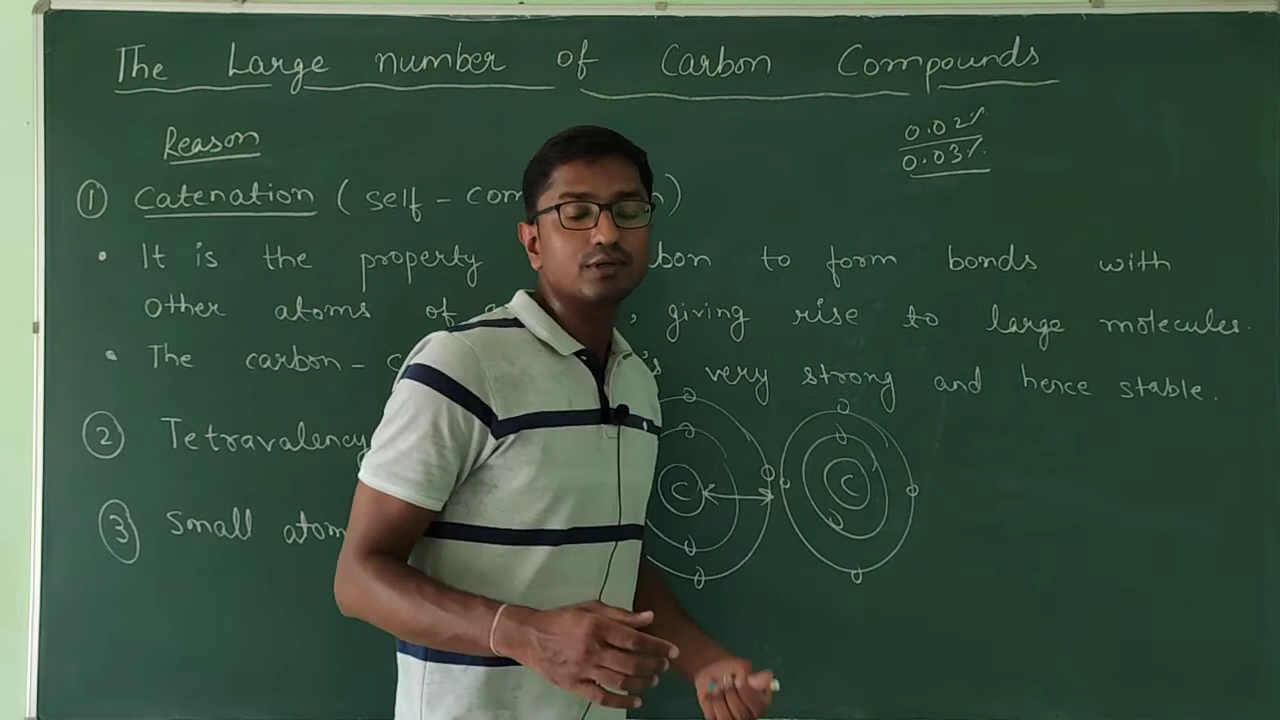 The Large number of Carbon Compounds
Reason
0.02%
0.03%
① Catenation (self-com
• It is the property bon to form bonds with
other atoms of , giving rise to large molecules.
• The carbon- very strong and hence stable.
② Tetravalency
③ Small atom
C C